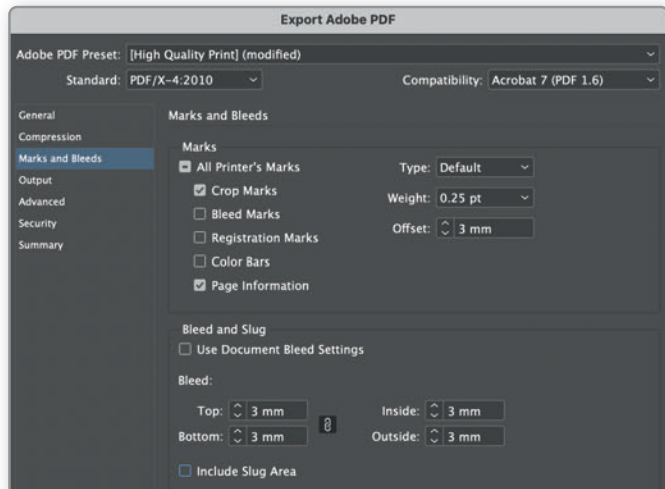 Export Adobe PDF
Adobe PDF Preset: [High Quality Print] (modified)
Standard: PDF/X-4:2010 Compatibility: Acrobat 7 (PDF 1.6)
General
Compression
Marks and Bleeds
Output
Advanced
Security
Summary
Marks and Bleeds
Marks
All Printer's Marks
Crop Marks
Bleed Marks
Registration Marks
Color Bars
Page Information
Type: Default
Weight: 0.25 pt
Offset: 3 mm
Bleed and Slug
Use Document Bleed Settings
Bleed:
Top: 3 mm Inside: 3 mm
Bottom: 3 mm Outside: 3 mm
Include Slug Area